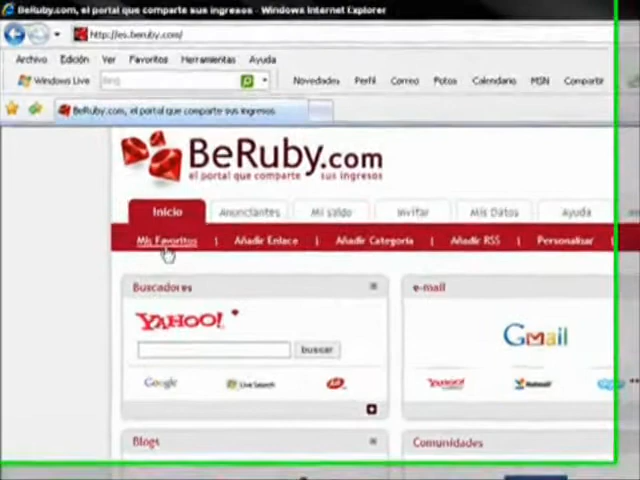 BeRuby.com, el portal que comparte sus ingresos - Windows Internet Explorer
http://es.beruby.com/
Archivo Edición Ver Favoritos Herramientas Ayuda
Windows Live Bing Novedades Perfil Correo Fotos Calendario MSN Compartir
BeRuby.com, el portal que comparte sus ingresos
BeRuby.com
el portal que comparte sus ingresos
Inicio Anunciantes Mi saldo Invitar Mis Datos Ayuda
Mis Favoritos | Añadir Enlace | Añadir Categoría | Añadir RSS | Personalizar |
Buscadores e-mail
YAHOO!
Gmail
buscar
Google Live Search YAHOO! Hotmail
Blogs Comunidades